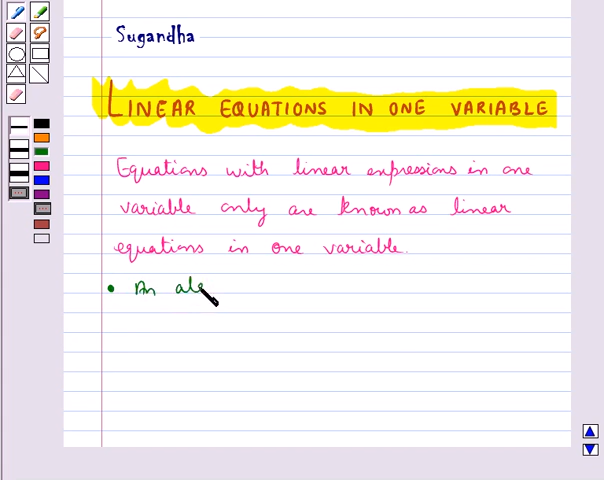 Sugandha
LINEAR EQUATIONS IN ONE VARIABLE
Equations with linear expressions in one
variable only are known as linear
equations in one variable.
• An alg